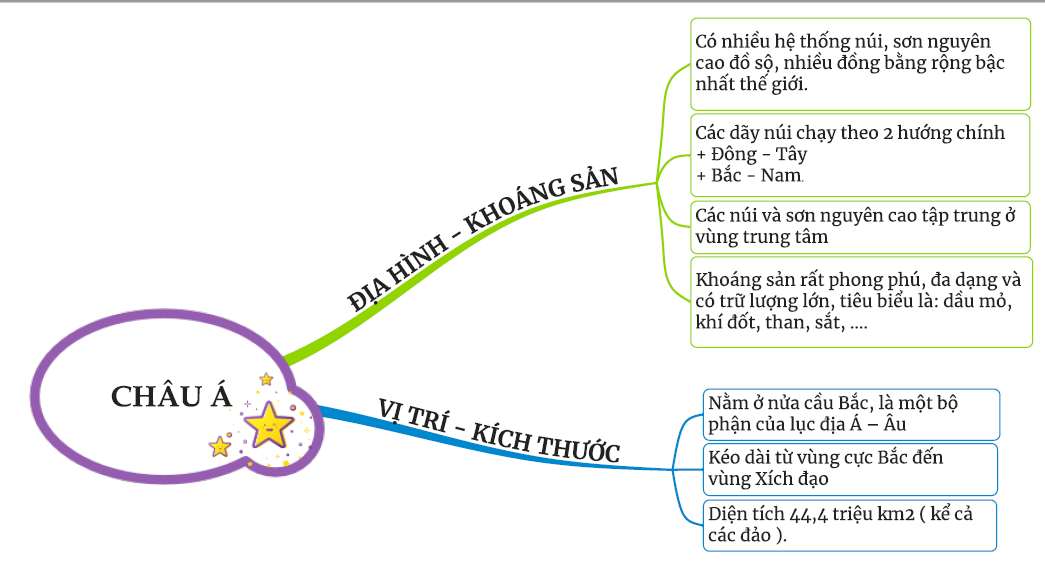 Có nhiều hệ thống núi, sơn nguyên
cao đồ sộ, nhiều đồng bằng rộng bậc
nhất thế giới.
Các dãy núi chạy theo 2 hướng chính
+ Đông - Tây
+ Bắc - Nam.
Các núi và sơn nguyên cao tập trung ở
vùng trung tâm
Khoáng sản rất phong phú, đa dạng và
có trữ lượng lớn, tiêu biểu là: dầu mỏ,
khí đốt, than, sắt, ....
ĐỊA HÌNH - KHOÁNG SẢN
CHÂU Á
VỊ TRÍ - KÍCH THƯỚC
Nằm ở nửa cầu Bắc, là một bộ
phận của lục địa Á – Âu
Kéo dài từ vùng cực Bắc đến
vùng Xích đạo
Diện tích 44,4 triệu km2 ( kể cả
các đảo ).